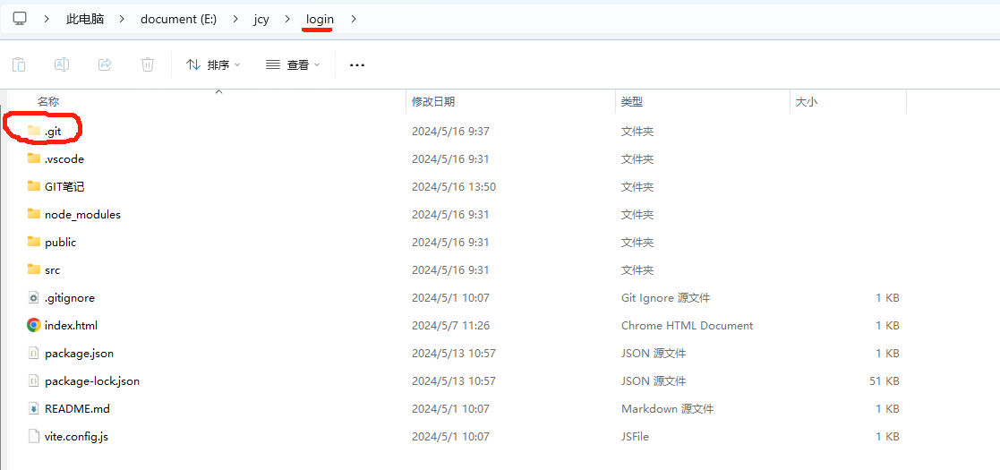 此电脑 > document (E:) > jcy > login >
排序 查看 ...
名称 修改日期 类型 大小
.git 2024/5/16 9:37 文件夹
.vscode 2024/5/16 9:31 文件夹
GIT笔记 2024/5/16 13:50 文件夹
node_modules 2024/5/16 9:31 文件夹
public 2024/5/16 9:31 文件夹
src 2024/5/16 9:31 文件夹
.gitignore 2024/5/1 10:07 Git Ignore 源文件 1 KB
index.html 2024/5/7 11:26 Chrome HTML Document 1 KB
package.json 2024/5/13 10:57 JSON 源文件 1 KB
package-lock.json 2024/5/13 10:57 JSON 源文件 51 KB
README.md 2024/5/1 10:07 Markdown 源文件 1 KB
vite.config.js 2024/5/1 10:07 JSFile 1 KB